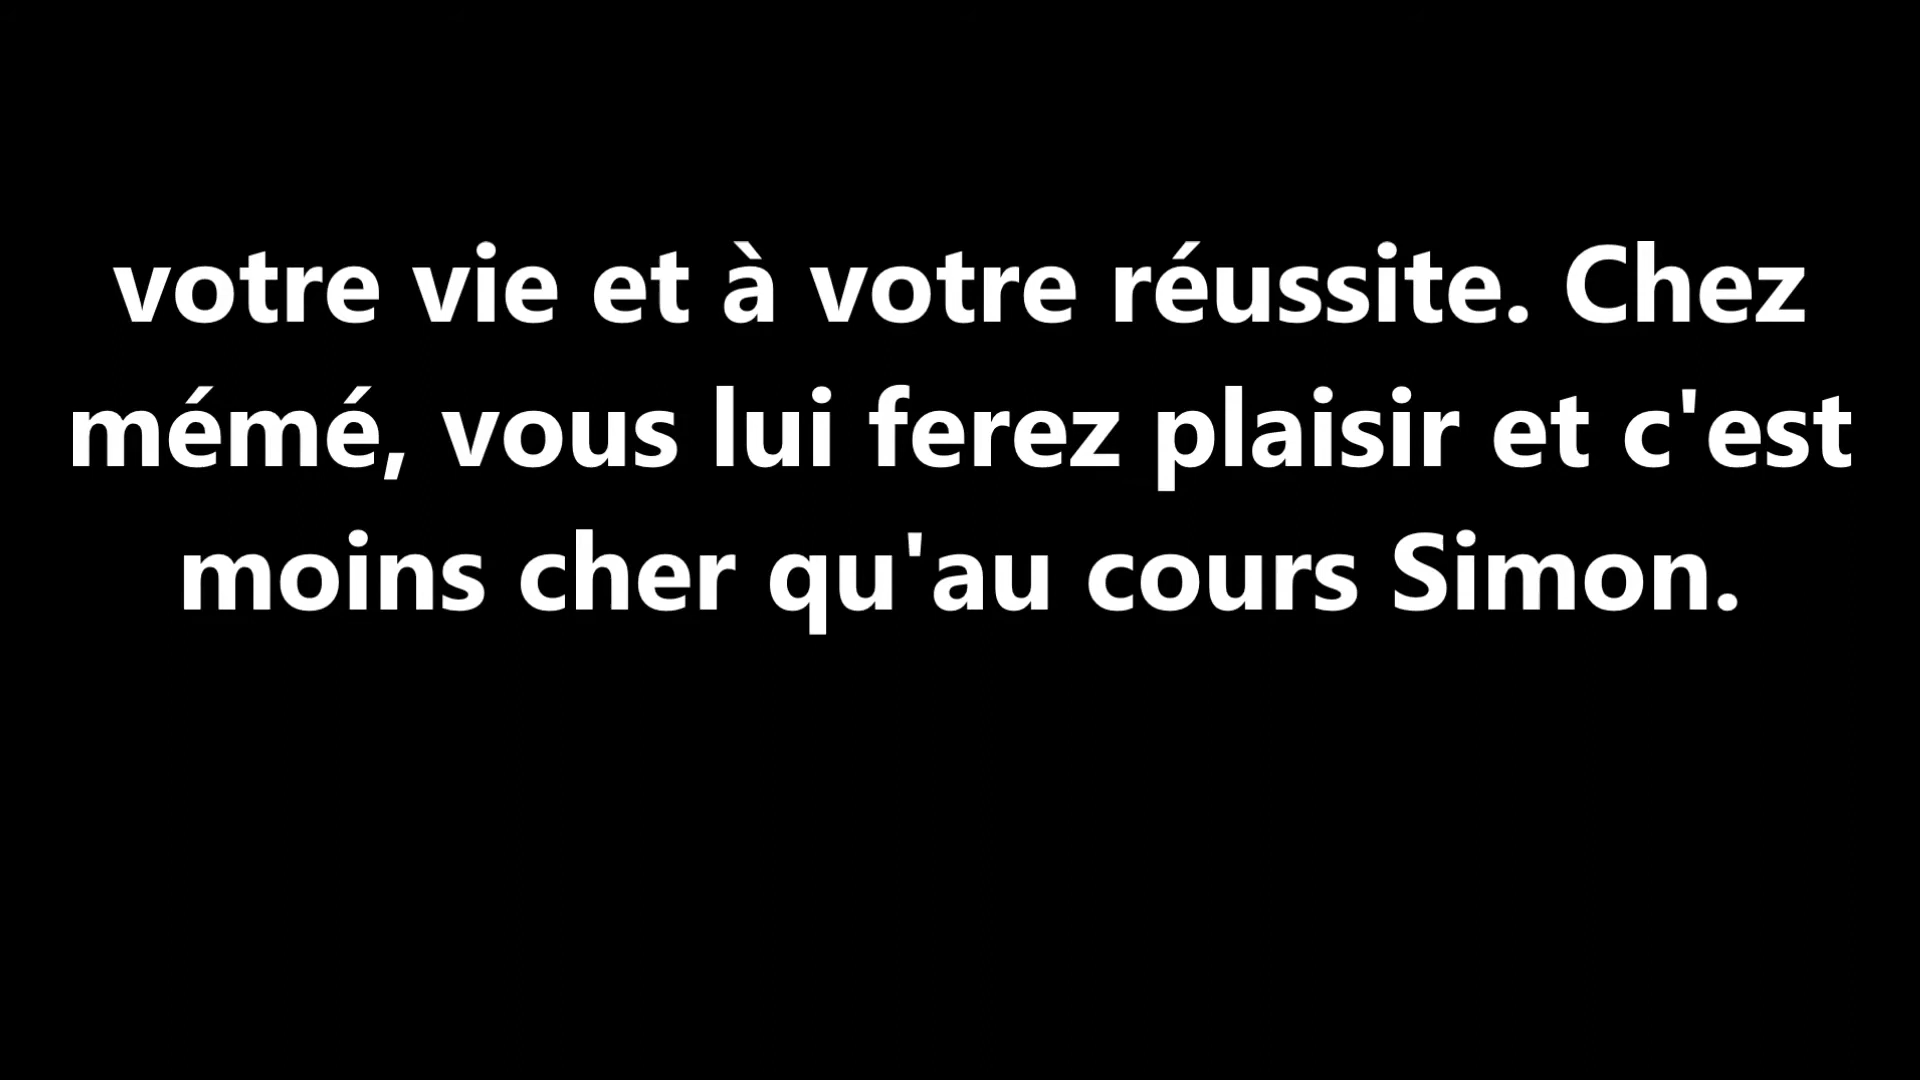 votre vie et à votre réussite. Chez
mémé, vous lui ferez plaisir et c'est
moins cher qu'au cours Simon.